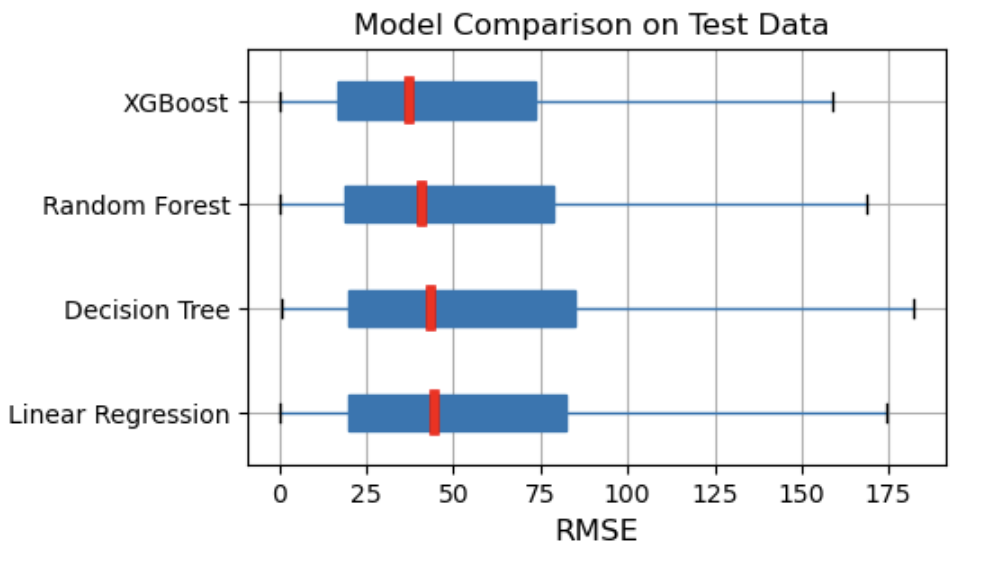 Model Comparison on Test Data
XGBoost
Random Forest
Decision Tree
Linear Regression
0 25 50 75 100 125 150 175
RMSE